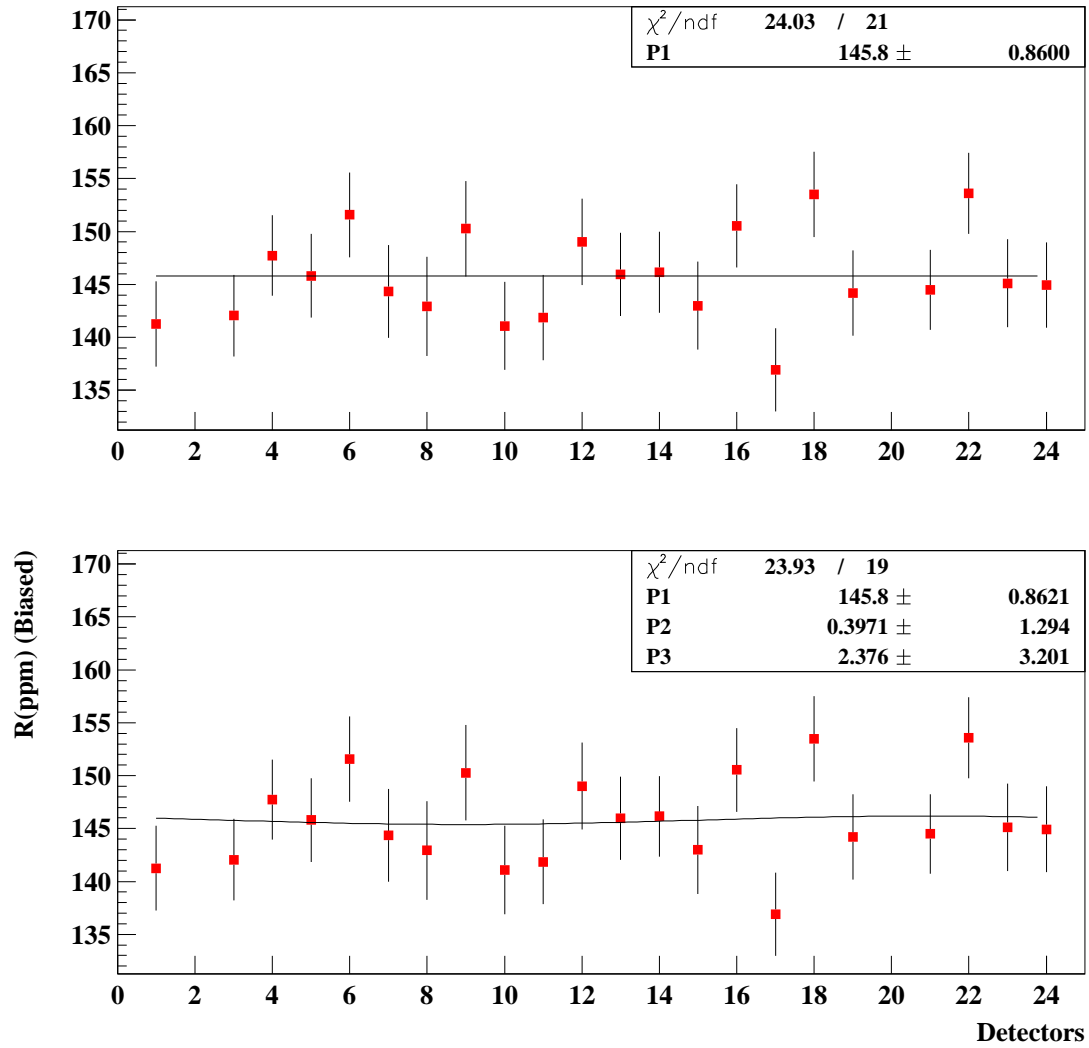 χ²/ndf 24.03 / 21
P1 145.8 ± 0.8600
170
165
160
155
150
145
140
135
0 2 4 6 8 10 12 14 16 18 20 22 24
R(ppm) (Biased)
χ²/ndf 23.93 / 19
P1 145.8 ± 0.8621
P2 0.3971 ± 1.294
P3 2.376 ± 3.201
170
165
160
155
150
145
140
135
0 2 4 6 8 10 12 14 16 18 20 22 24
Detectors